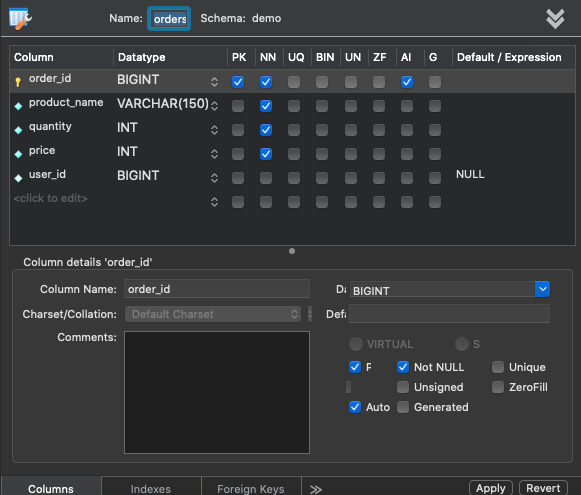 Name: orders Schema: demo
Column Datatype PK NN UQ BIN UN ZF AI G Default / Expression
order_id BIGINT
product_name VARCHAR(150)
quantity INT
price INT
user_id BIGINT NULL
<click to edit>
Column details 'order_id'
Column Name: order_id Da BIGINT
Charset/Collation: Default Charset Defa
Comments:
VIRTUAL S
P Not NULL Unique
Unsigned ZeroFill
Auto Generated
Columns Indexes Foreign Keys >> Apply Revert